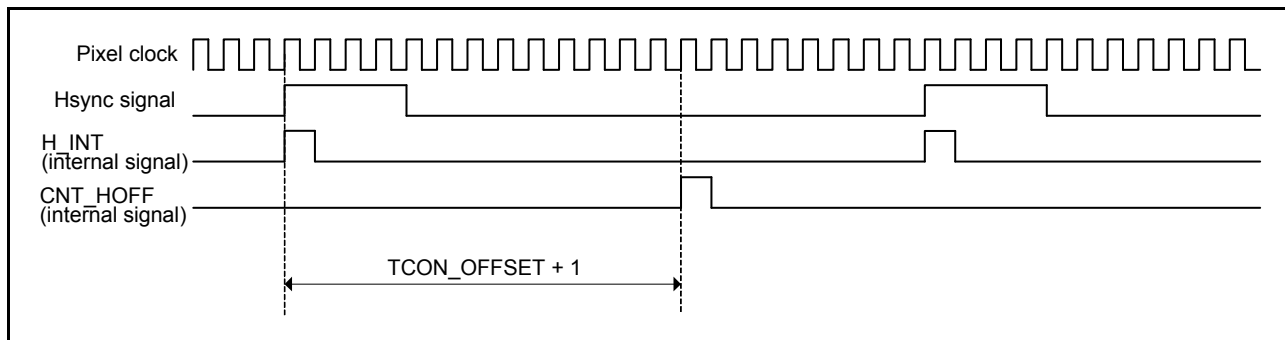 Pixel clock
Hsync signal
H_INT
(internal signal)
CNT_HOFF
(internal signal)
TCON_OFFSET + 1